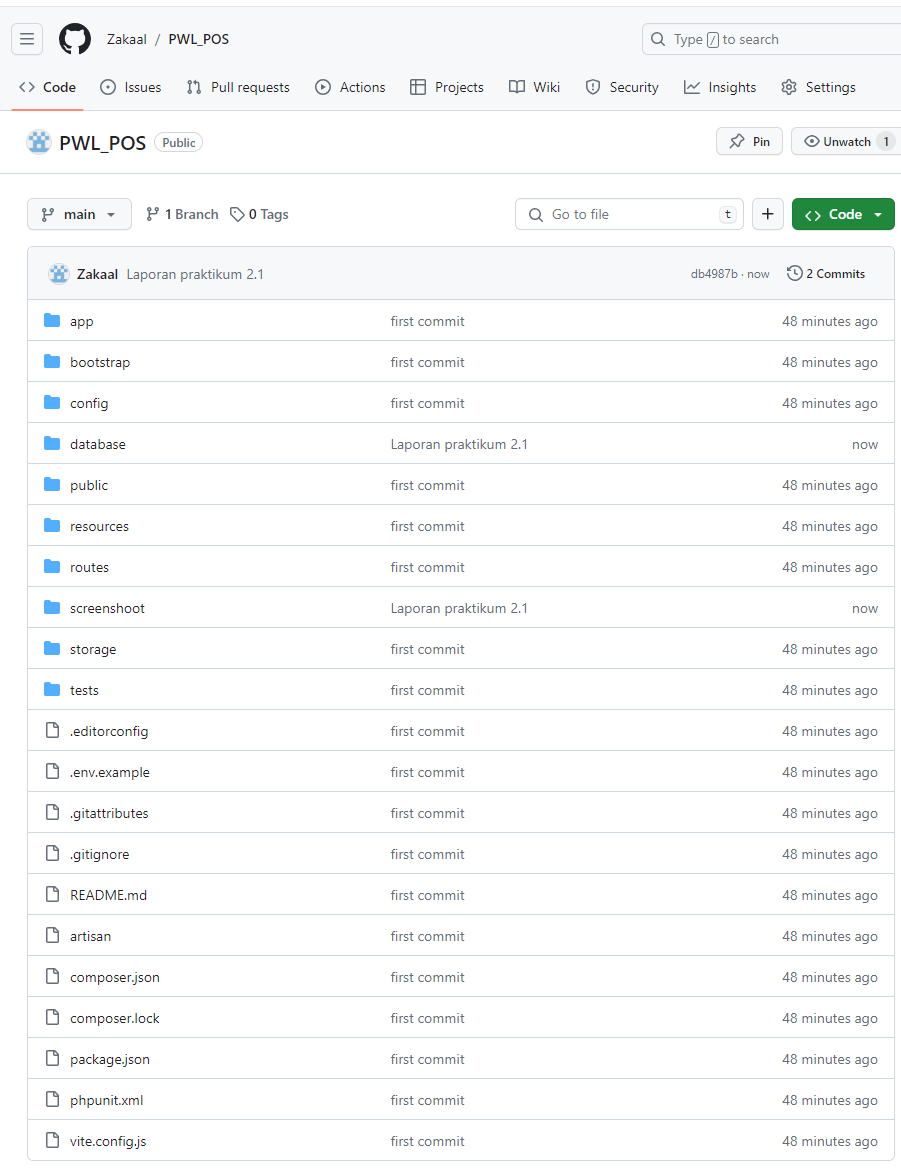 Zakaal / PWL_POS
Type / to search
Code Issues Pull requests Actions Projects Wiki Security Insights Settings
PWL_POS Public
Pin Unwatch 1
main 1 Branch 0 Tags
Go to file t + Code
Zakaal Laporan praktikum 2.1 db4987b · now 2 Commits
app first commit 48 minutes ago
bootstrap first commit 48 minutes ago
config first commit 48 minutes ago
database Laporan praktikum 2.1 now
public first commit 48 minutes ago
resources first commit 48 minutes ago
routes first commit 48 minutes ago
screenshoot Laporan praktikum 2.1 now
storage first commit 48 minutes ago
tests first commit 48 minutes ago
.editorconfig first commit 48 minutes ago
.env.example first commit 48 minutes ago
.gitattributes first commit 48 minutes ago
.gitignore first commit 48 minutes ago
README.md first commit 48 minutes ago
artisan first commit 48 minutes ago
composer.json first commit 48 minutes ago
composer.lock first commit 48 minutes ago
package.json first commit 48 minutes ago
phpunit.xml first commit 48 minutes ago
vite.config.js first commit 48 minutes ago